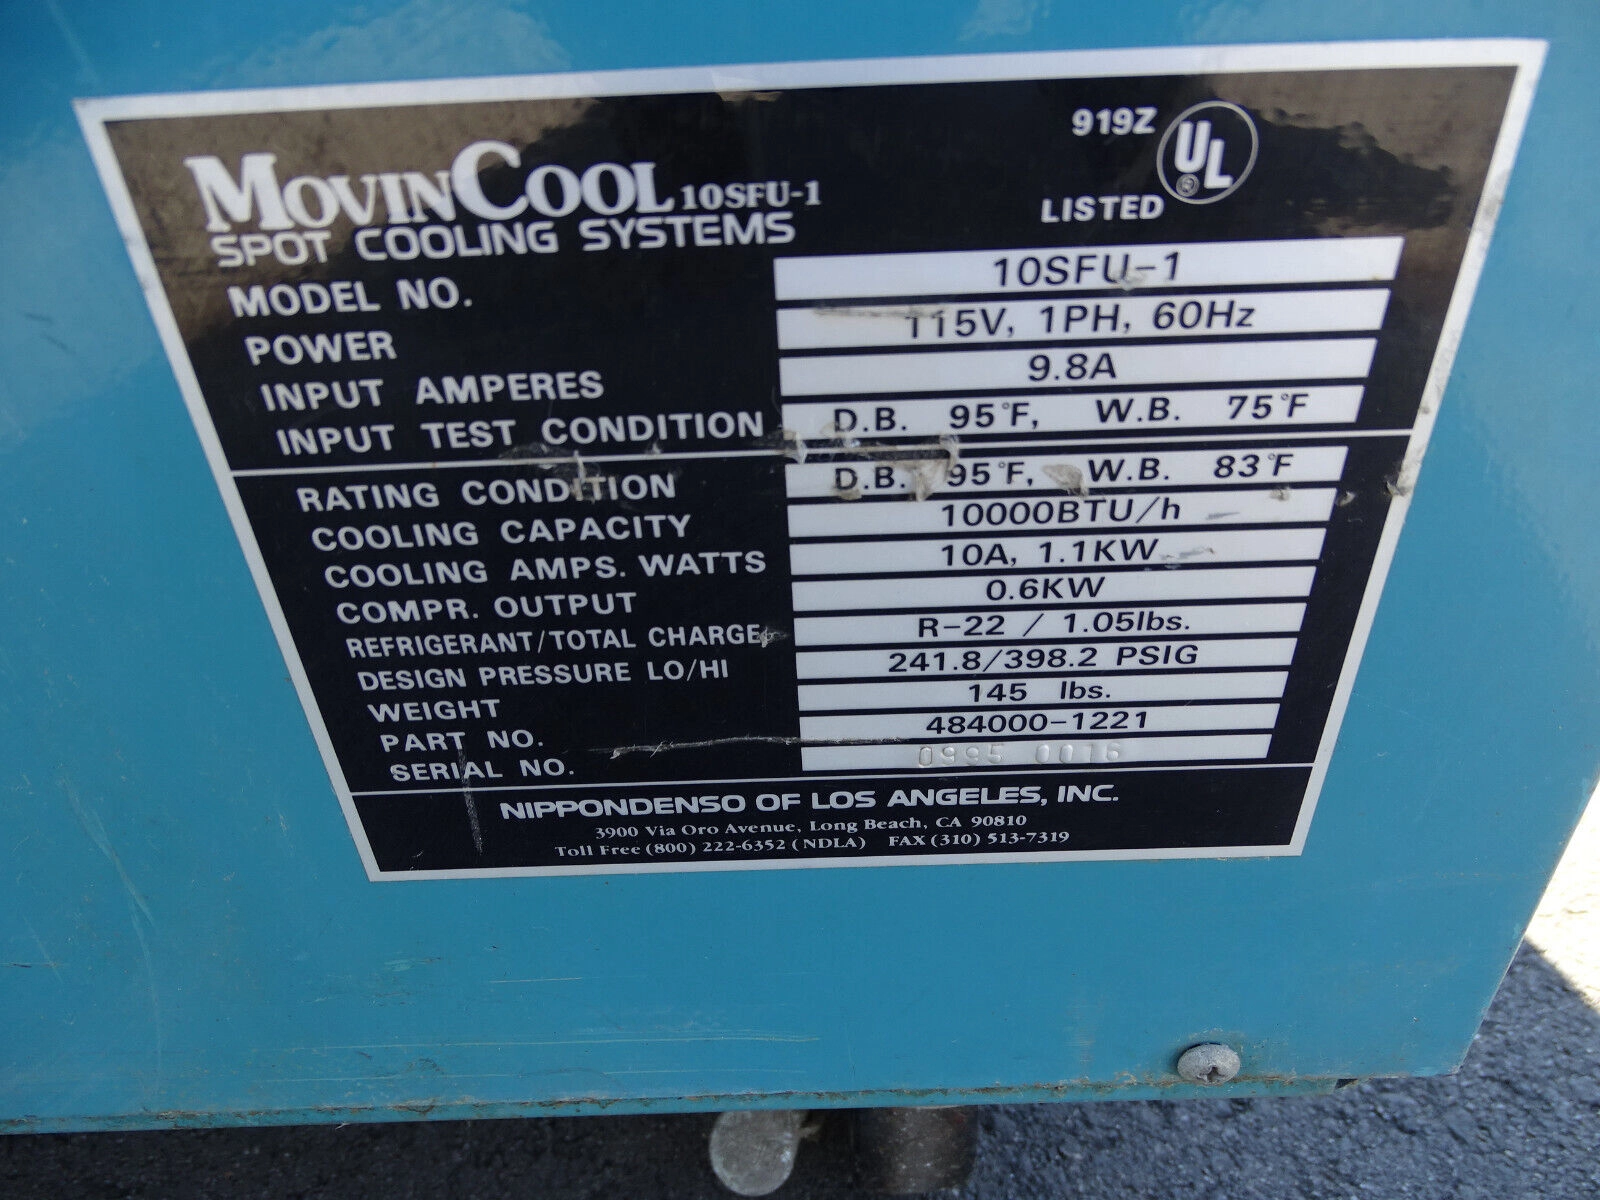 919Z UL
®
LISTED
MOVINCOOL 10SFU-1
SPOT COOLING SYSTEMS
MODEL NO. 10SFU-1
POWER 115V, 1PH, 60Hz
INPUT AMPERES 9.8A
INPUT TEST CONDITION D.B. 95°F, W.B. 75°F
RATING CONDITION D.B. 95°F, W.B. 83°F
COOLING CAPACITY 10000BTU/h
COOLING AMPS. WATTS 10A, 1.1KW
COMPR. OUTPUT 0.6KW
REFRIGERANT/TOTAL CHARGE R-22 / 1.05lbs.
DESIGN PRESSURE LO/HI 241.8/398.2 PSIG
WEIGHT 145 lbs.
PART NO. 484000-1221
SERIAL NO. 0995 0016
NIPPONDENSO OF LOS ANGELES, INC.
3900 Via Oro Avenue, Long Beach, CA 90810
Toll Free (800) 222-6352 (NDLA) FAX (310) 513-7319